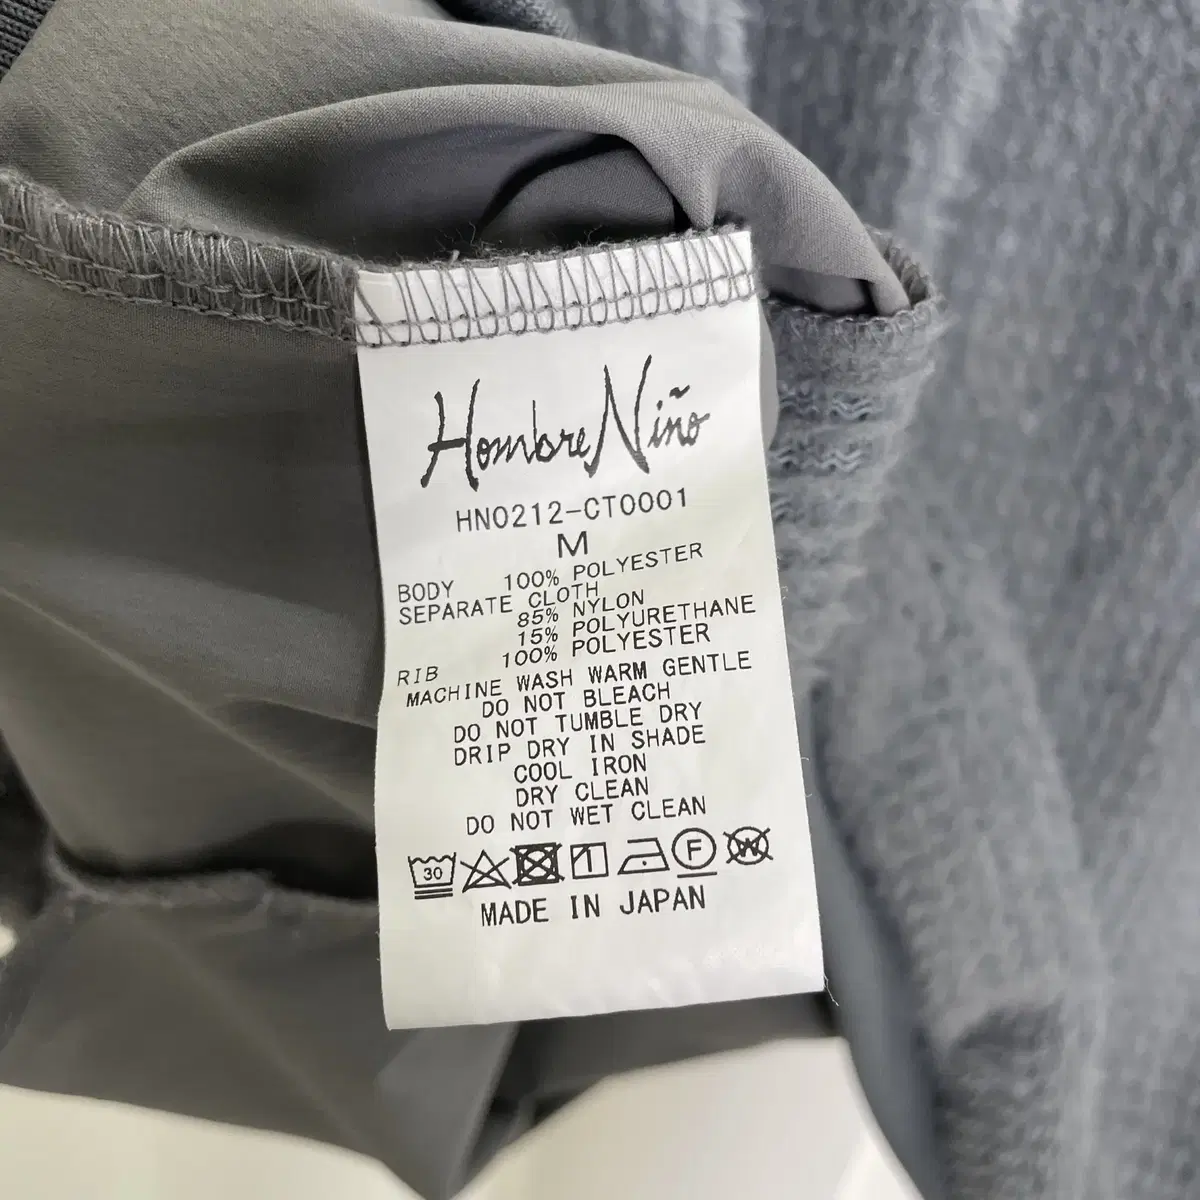 Hombre Niño
HN0212-CT0001
M
BODY 100% POLYESTER
SEPARATE CLOTH
85% NYLON
15% POLYURETHANE
RIB 100% POLYESTER
MACHINE WASH WARM GENTLE
DO NOT BLEACH
DO NOT TUMBLE DRY
DRIP DRY IN SHADE
COOL IRON
DRY CLEAN
DO NOT WET CLEAN
30 F W
MADE IN JAPAN